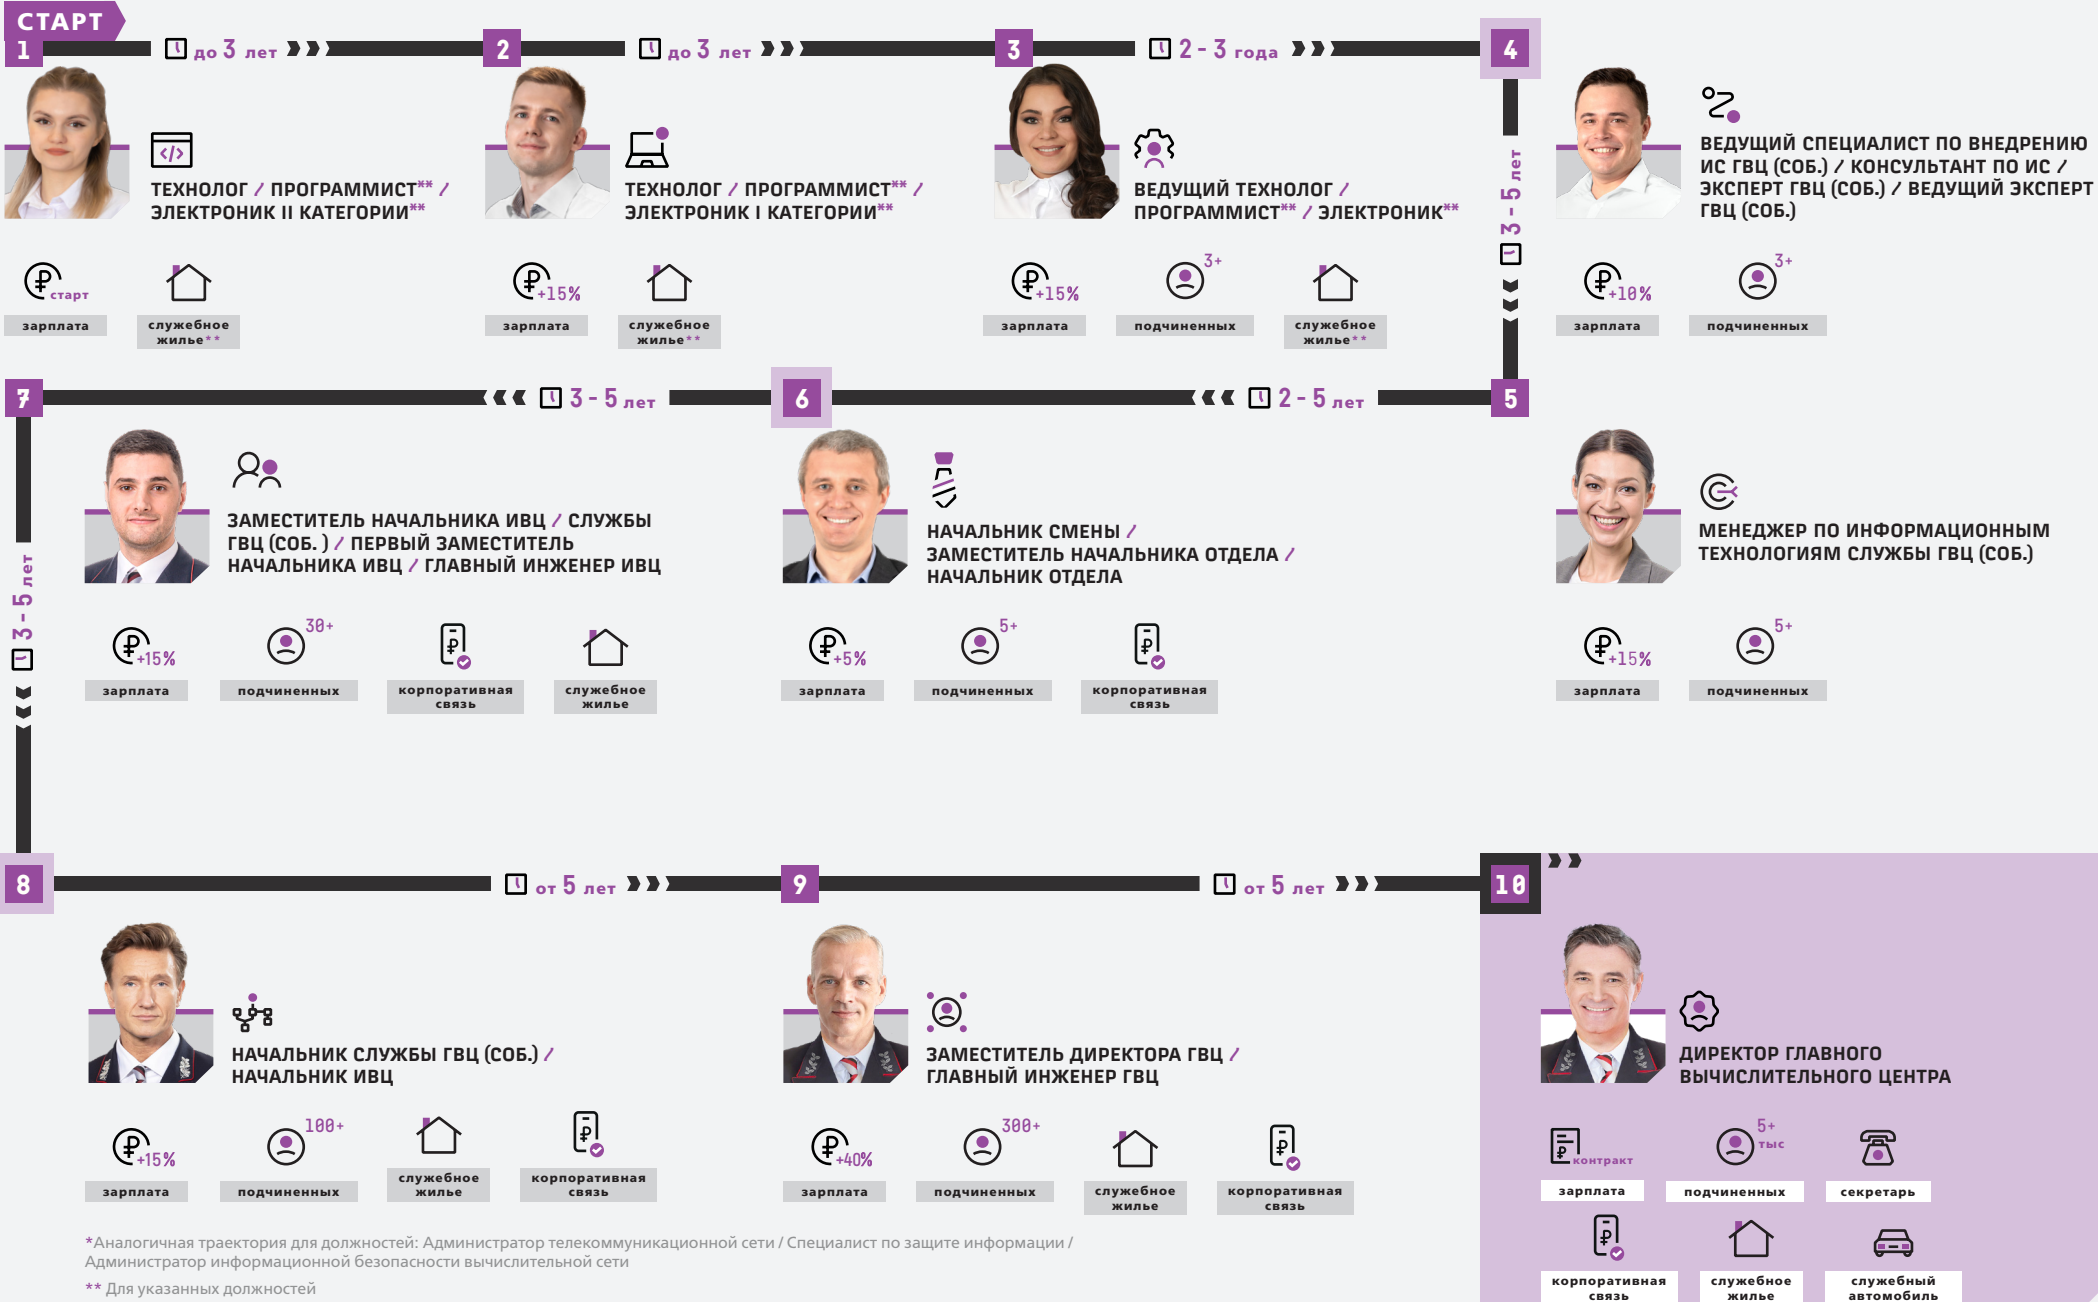 СТАРТ
1
до 3 лет
2
до 3 лет
3
2 - 3 года
4
ТЕХНОЛОГ / ПРОГРАММИСТ** /
ЭЛЕКТРОНИК II КАТЕГОРИИ**
старт
зарплата
служебное
жилье**
ТЕХНОЛОГ / ПРОГРАММИСТ** /
ЭЛЕКТРОНИК I КАТЕГОРИИ**
+15%
зарплата
служебное
жилье**
ВЕДУЩИЙ ТЕХНОЛОГ /
ПРОГРАММИСТ** / ЭЛЕКТРОНИК**
+15%
зарплата
3+
подчиненных
служебное
жилье**
ВЕДУЩИЙ СПЕЦИАЛИСТ ПО ВНЕДРЕНИЮ
ИС ГВЦ (СОБ.) / КОНСУЛЬТАНТ ПО ИС /
ЭКСПЕРТ ГВЦ (СОБ.) / ВЕДУЩИЙ ЭКСПЕРТ
ГВЦ (СОБ.)
+10%
зарплата
3+
подчиненных
3 - 5 лет
5
МЕНЕДЖЕР ПО ИНФОРМАЦИОННЫМ
ТЕХНОЛОГИЯМ СЛУЖБЫ ГВЦ (СОБ.)
+15%
зарплата
5+
подчиненных
2 - 5 лет
6
НАЧАЛЬНИК СМЕНЫ /
ЗАМЕСТИТЕЛЬ НАЧАЛЬНИКА ОТДЕЛА /
НАЧАЛЬНИК ОТДЕЛА
+5%
зарплата
5+
подчиненных
корпоративная
связь
3 - 5 лет
7
ЗАМЕСТИТЕЛЬ НАЧАЛЬНИКА ИВЦ / СЛУЖБЫ
ГВЦ (СОБ. ) / ПЕРВЫЙ ЗАМЕСТИТЕЛЬ
НАЧАЛЬНИКА ИВЦ / ГЛАВНЫЙ ИНЖЕНЕР ИВЦ
+15%
зарплата
30+
подчиненных
корпоративная
связь
служебное
жилье
3 - 5 лет
8
от 5 лет
9
от 5 лет
10
НАЧАЛЬНИК СЛУЖБЫ ГВЦ (СОБ.) /
НАЧАЛЬНИК ИВЦ
+15%
зарплата
100+
подчиненных
служебное
жилье
корпоративная
связь
ЗАМЕСТИТЕЛЬ ДИРЕКТОРА ГВЦ /
ГЛАВНЫЙ ИНЖЕНЕР ГВЦ
+40%
зарплата
300+
подчиненных
служебное
жилье
корпоративная
связь
ДИРЕКТОР ГЛАВНОГО
ВЫЧИСЛИТЕЛЬНОГО ЦЕНТРА
контракт
зарплата
5+
тыс
подчиненных
секретарь
корпоративная
связь
служебное
жилье
служебный
автомобиль
*Аналогичная траектория для должностей: Администратор телекоммуникационной сети / Специалист по защите информации /
Администратор информационной безопасности вычислительной сети
** Для указанных должностей